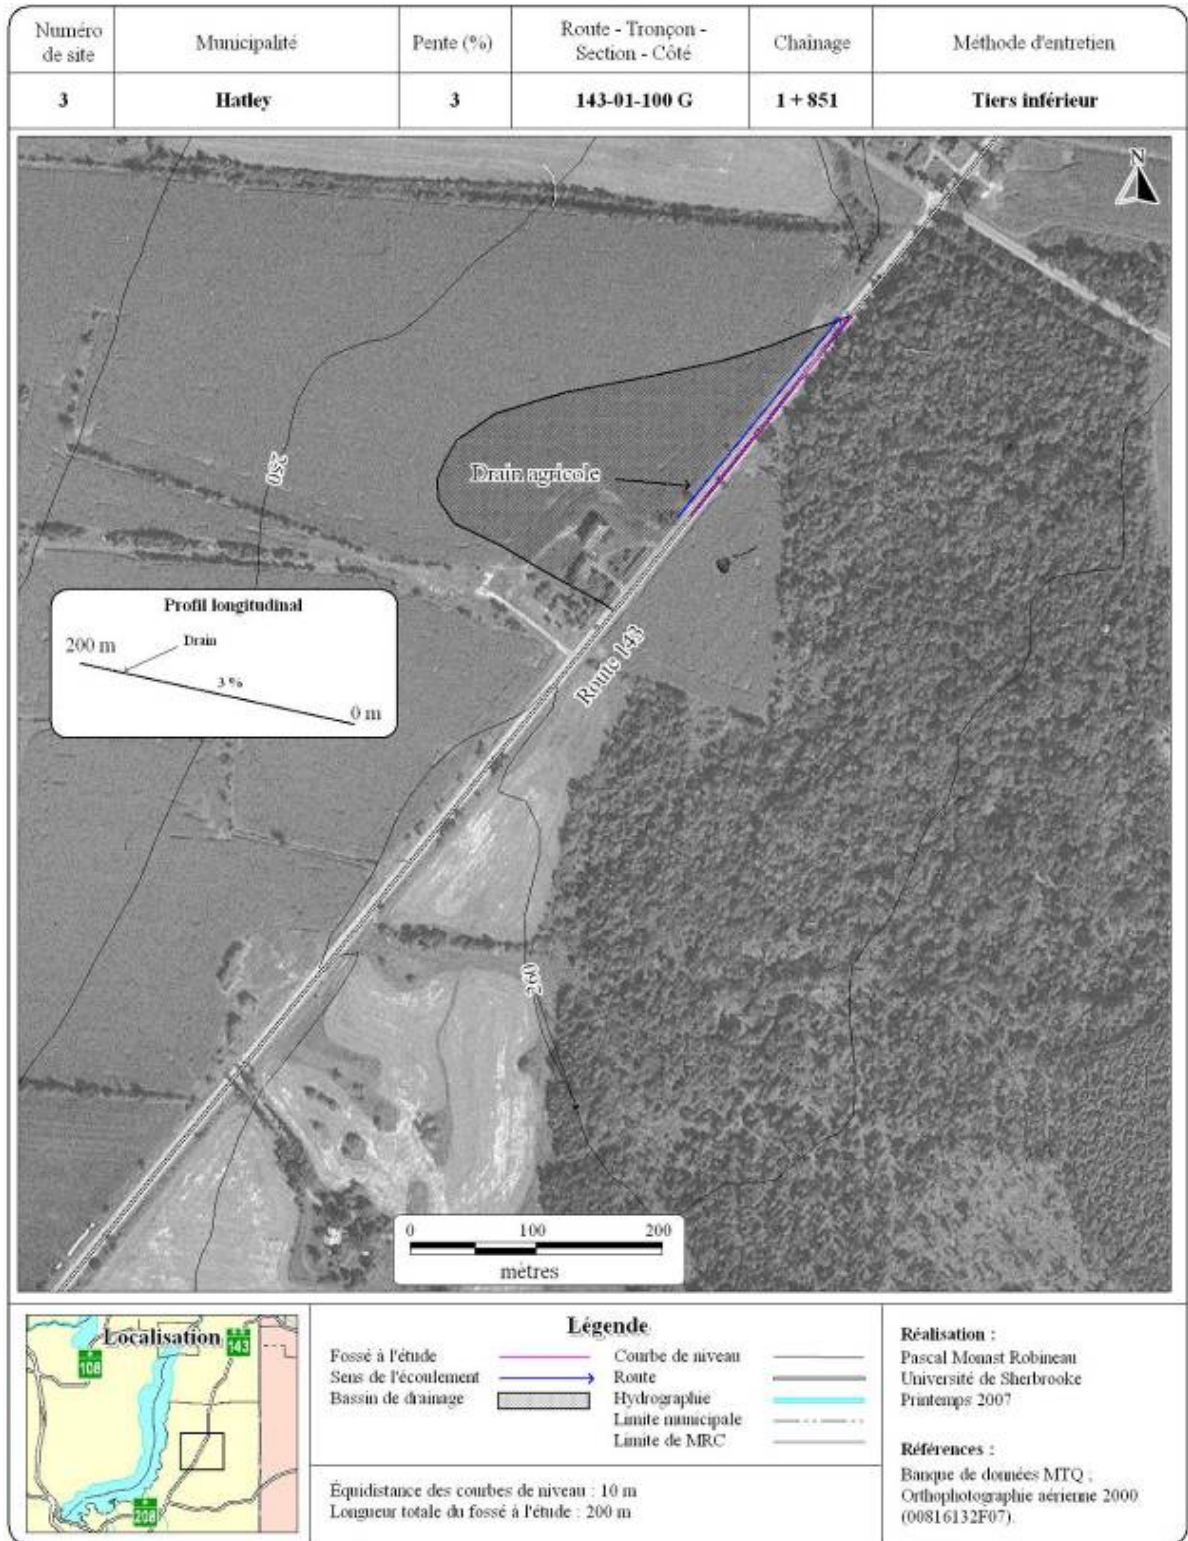 Numéro de site
Municipalité
Pente (%)
Route - Tronçon - Section - Côté
Chaînage
Méthode d'entretien
3
Hatley
3
143-01-100 G
1 + 851
Tiers inférieur
N
Drain agricole
250
Profil longitudinal
200 m
Drain
3 %
0 m
Route 143
260
0 100 200
mètres
Localisation
143
108
208
Légende
Fossé à l'étude
Sens de l'écoulement
Bassin de drainage
Courbe de niveau
Route
Hydrographie
Limite municipale
Limite de MRC
Équidistance des courbes de niveau : 10 m
Longueur totale du fossé à l'étude : 200 m
Réalisation :
Pascal Monast Robineau
Université de Sherbrooke
Printemps 2007
Références :
Banque de données MTQ ;
Orthophotographie aérienne 2000
(00816132F07).